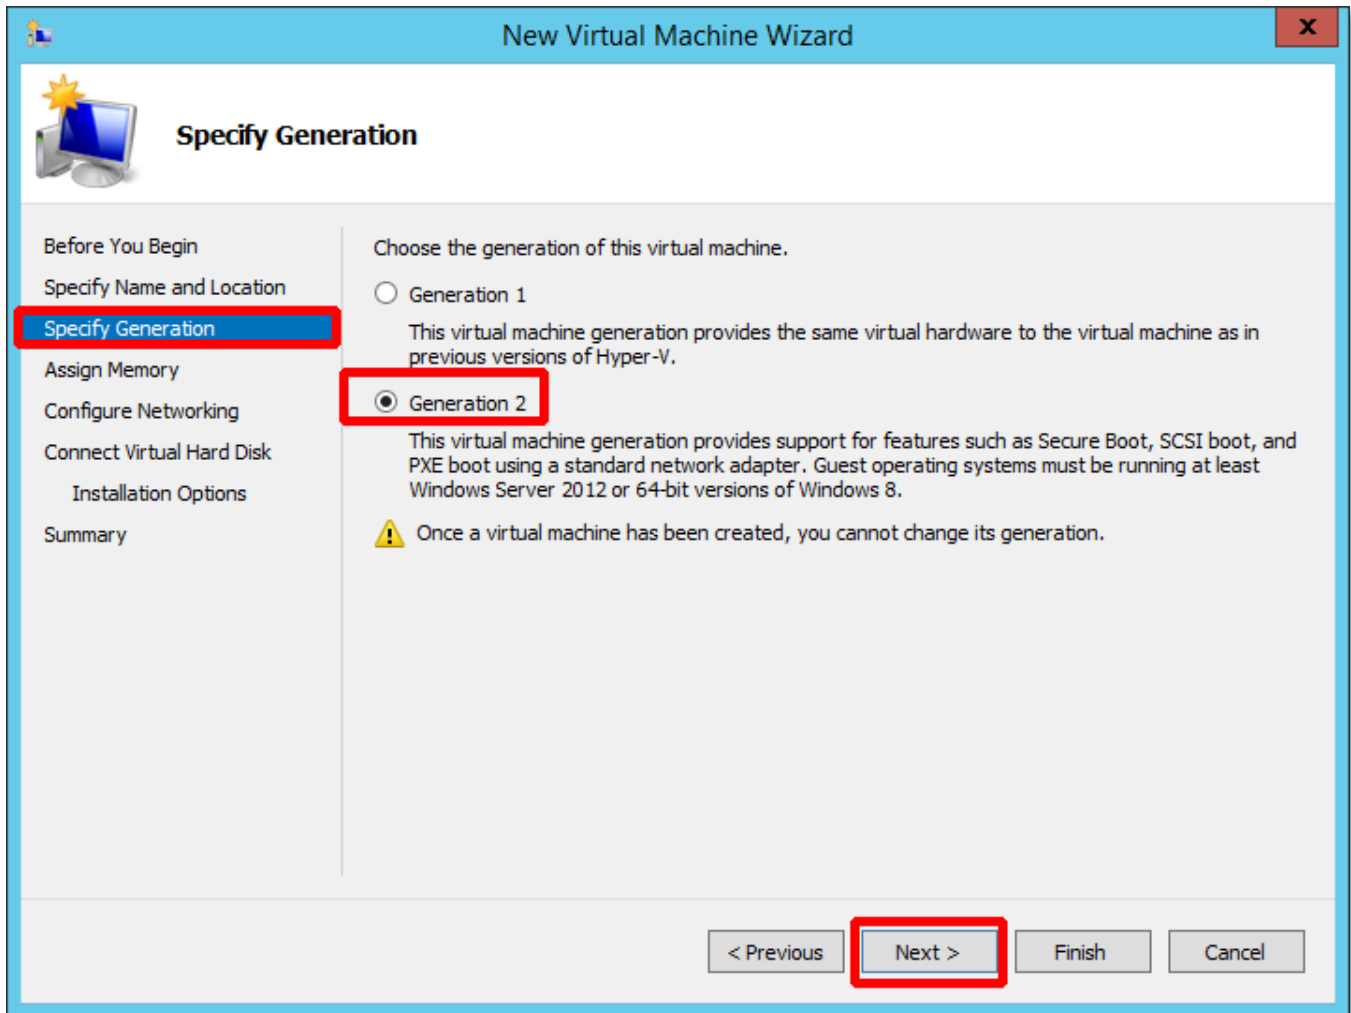 New Virtual Machine Wizard
x
Specify Generation
Before You Begin
Specify Name and Location
Specify Generation
Assign Memory
Configure Networking
Connect Virtual Hard Disk
Installation Options
Summary
Choose the generation of this virtual machine.
Generation 1
This virtual machine generation provides the same virtual hardware to the virtual machine as in
previous versions of Hyper-V.
Generation 2
This virtual machine generation provides support for features such as Secure Boot, SCSI boot, and
PXE boot using a standard network adapter. Guest operating systems must be running at least
Windows Server 2012 or 64-bit versions of Windows 8.
Once a virtual machine has been created, you cannot change its generation.
< Previous
Next >
Finish
Cancel